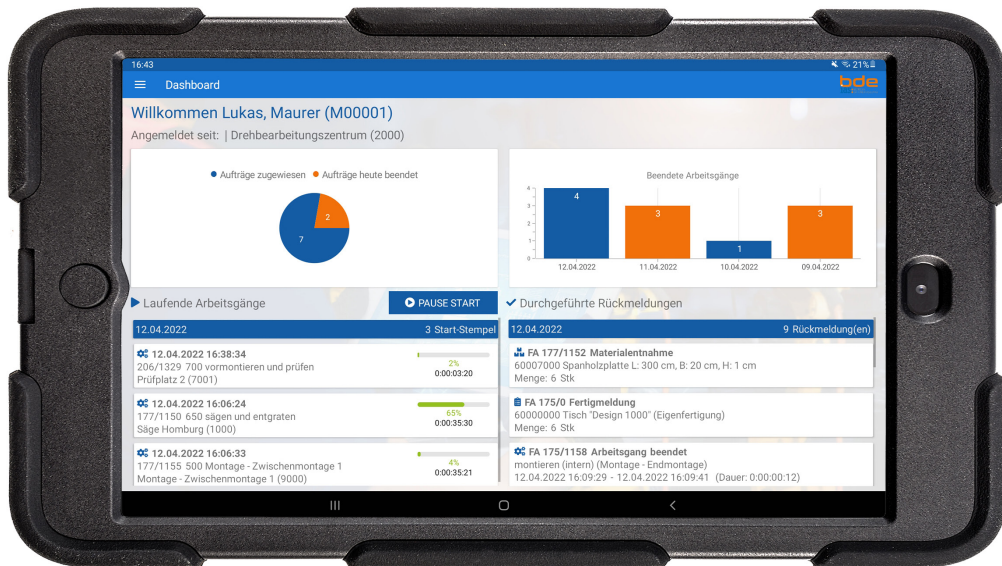 16:43
21%
Dashboard
bde
Willkommen Lukas, Maurer (M00001)
Angemeldet seit: | Drehbearbeitungszentrum (2000)
Aufträge zugewiesen Aufträge heute beendet
2
7
Beendete Arbeitsgänge
4
3
2
1
0
4
3
1
3
12.04.2022 11.04.2022 10.04.2022 09.04.2022
Laufende Arbeitsgänge
PAUSE START
12.04.2022 3 Start-Stempel
12.04.2022 16:38:34
206/1329 700 vormontieren und prüfen
Prüfplatz 2 (7001)
2%
0:00:03:20
12.04.2022 16:06:24
177/1150 650 sägen und entgraten
Säge Homburg (1000)
65%
0:00:35:30
12.04.2022 16:06:33
177/1155 500 Montage - Zwischenmontage 1
Montage - Zwischenmontage 1 (9000)
4%
0:00:35:21
Durchgeführte Rückmeldungen
12.04.2022 9 Rückmeldung(en)
FA 177/1152 Materialentnahme
60007000 Spanholzplatte L: 300 cm, B: 20 cm, H: 1 cm
Menge: 6 Stk
FA 175/0 Fertigmeldung
60000000 Tisch "Design 1000" (Eigenfertigung)
Menge: 6 Stk
FA 175/1158 Arbeitsgang beendet
montieren (intern) (Montage - Endmontage)
12.04.2022 16:09:29 - 12.04.2022 16:09:41 (Dauer: 0:00:00:12)